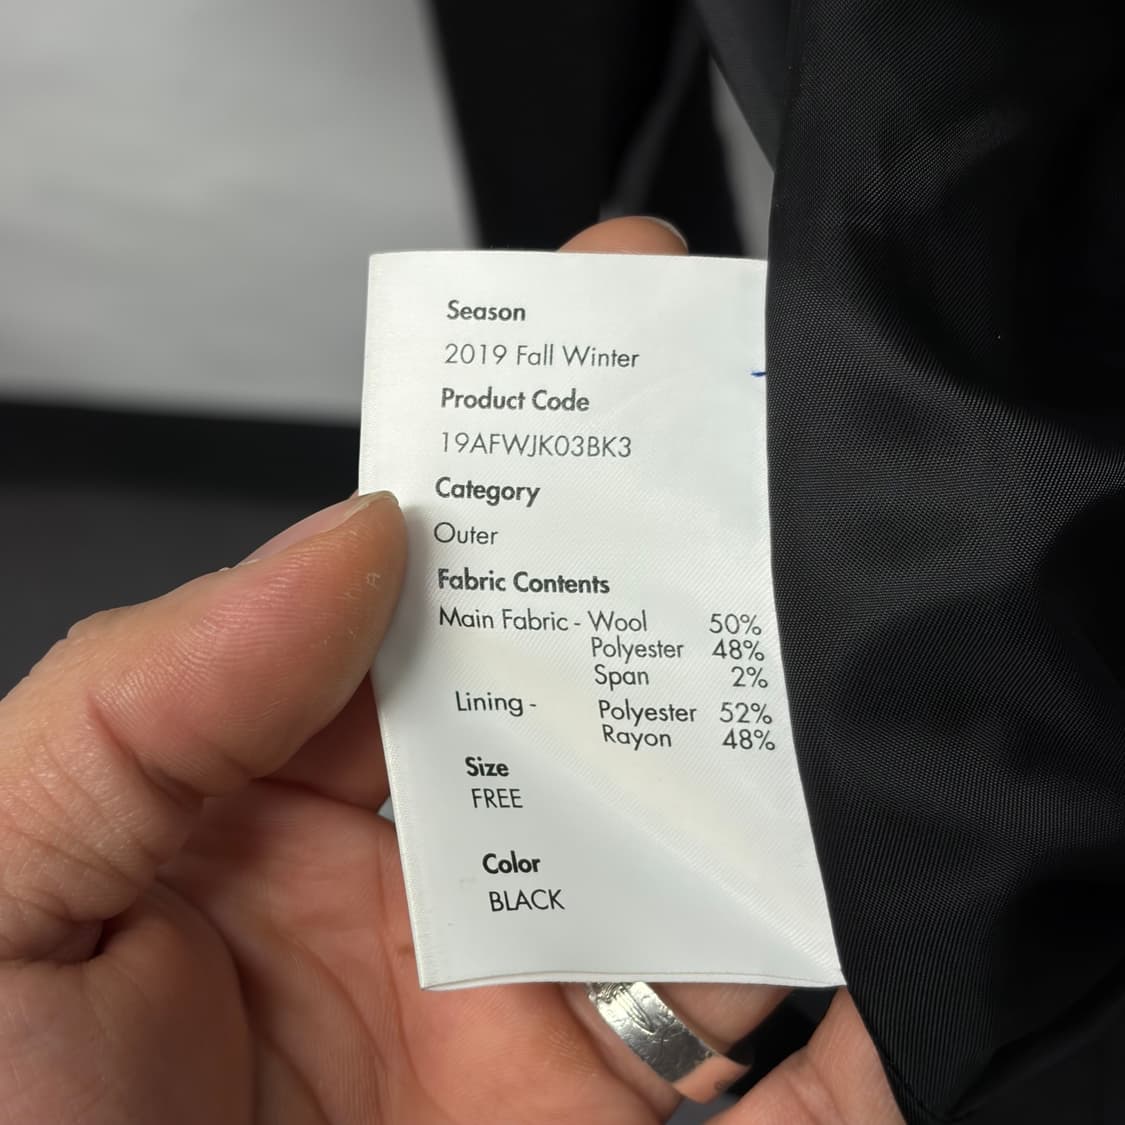 Season
2019 Fall Winter
Product Code
19AFWJK03BK3
Category
Outer
Fabric Contents
Main Fabric - Wool 50%
Polyester 48%
Span 2%
Lining - Polyester 52%
Rayon 48%
Size
FREE
Color
BLACK